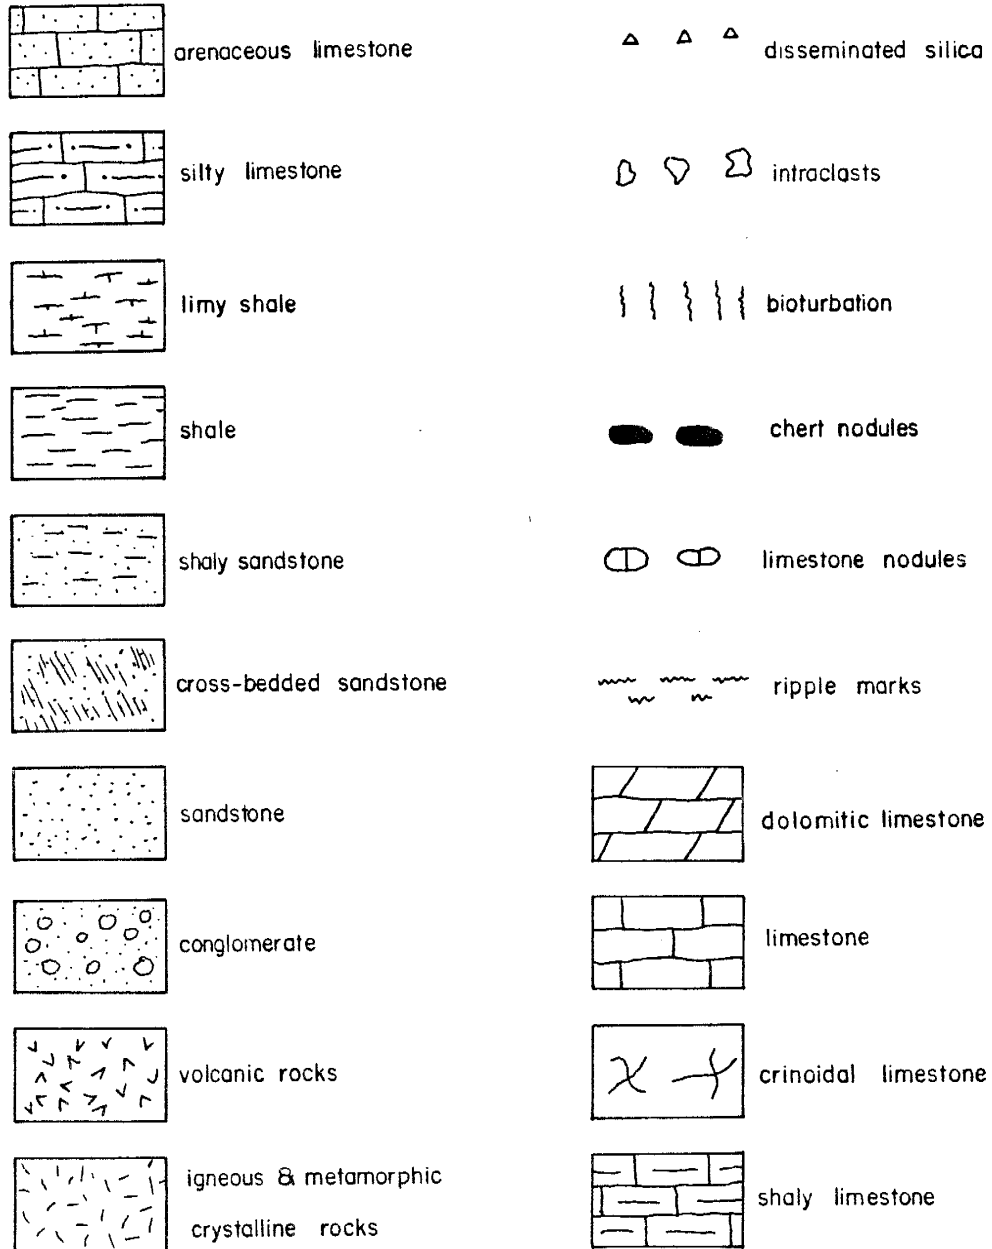 arenaceous limestone
silty limestone
limy shale
shale
shaly sandstone
cross-bedded sandstone
sandstone
conglomerate
volcanic rocks
igneous & metamorphic
crystalline rocks
disseminated silica
intraclasts
bioturbation
chert nodules
limestone nodules
ripple marks
dolomitic limestone
limestone
crinoidal limestone
shaly limestone